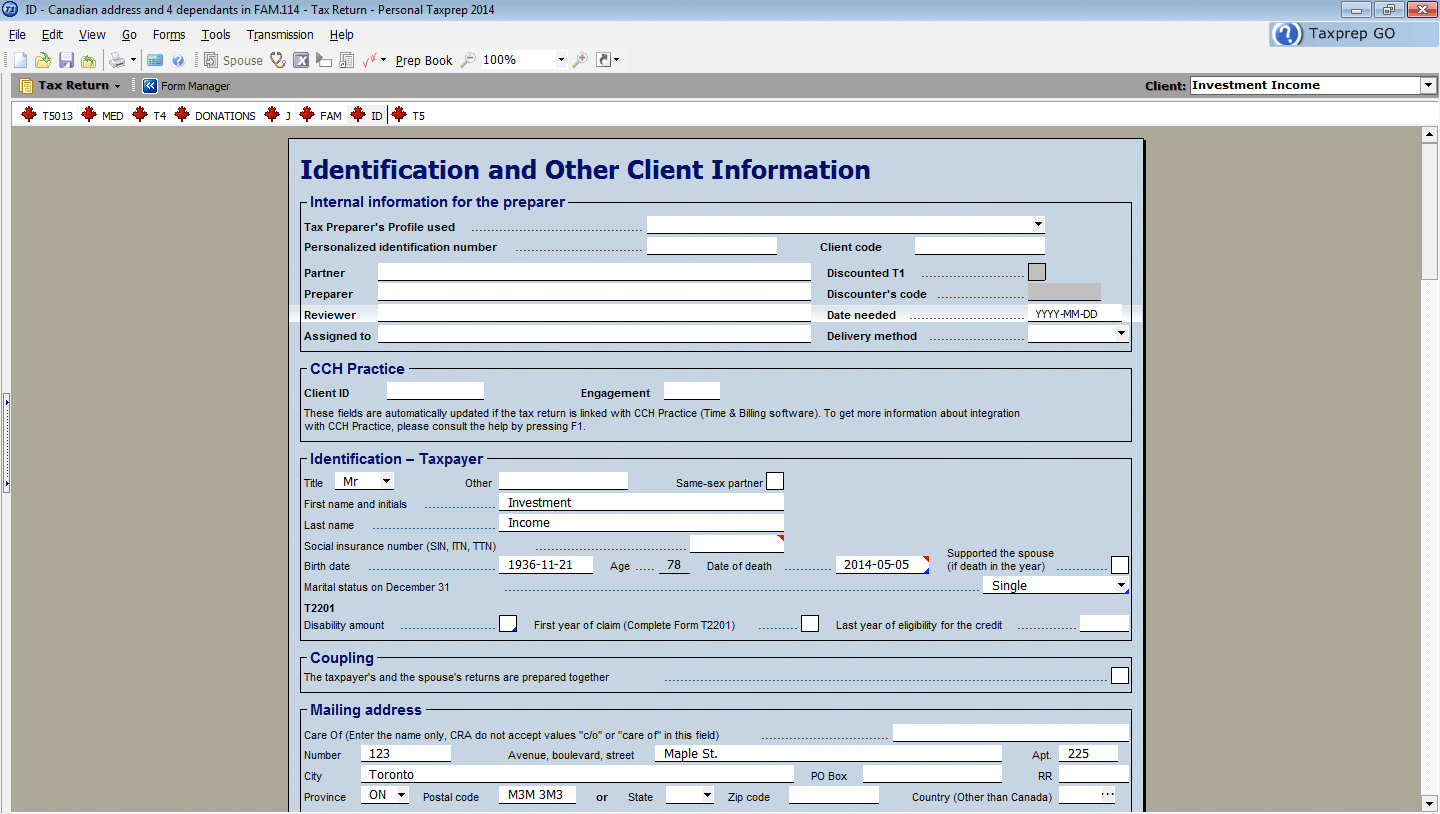 ID - Canadian address and 4 dependants in FAM.114 - Tax Return - Personal Taxprep 2014
File Edit View Go Forms Tools Transmission Help
Taxprep GO
Spouse Prep Book 100%
Tax Return Form Manager Client: Investment Income
T5013 MED T4 DONATIONS J FAM ID T5
Identification and Other Client Information
Internal information for the preparer
Tax Preparer's Profile used
Personalized identification number Client code
Partner Discounted T1
Preparer Discounter's code
Reviewer Date needed YYYY-MM-DD
Assigned to Delivery method
CCH Practice
Client ID Engagement
These fields are automatically updated if the tax return is linked with CCH Practice (Time & Billing software). To get more information about integration
with CCH Practice, please consult the help by pressing F1.
Identification – Taxpayer
Title Mr Other Same-sex partner
First name and initials Investment
Last name Income
Social insurance number (SIN, ITN, TTN)
Supported the spouse
Birth date 1936-11-21 Age 78 Date of death 2014-05-05 (if death in the year)
Marital status on December 31 Single
T2201
Disability amount First year of claim (Complete Form T2201) Last year of eligibility for the credit
Coupling
The taxpayer's and the spouse's returns are prepared together
Mailing address
Care Of (Enter the name only, CRA do not accept values "c/o" or "care of" in this field)
Number 123 Avenue, boulevard, street Maple St. Apt. 225
City Toronto PO Box RR
Province ON Postal code M3M 3M3 or State Zip code Country (Other than Canada)